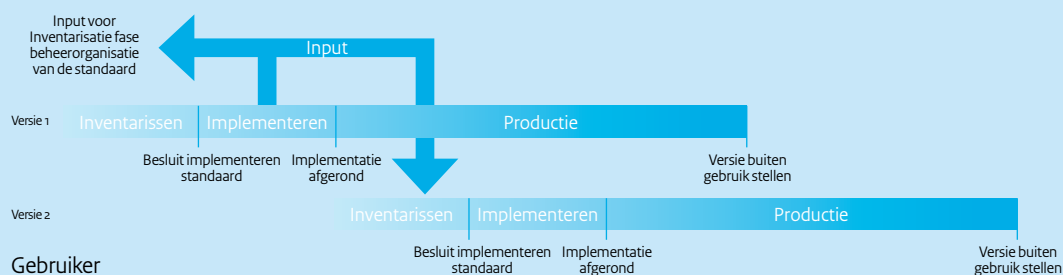 Input voor
Inventarisatie fase
beheerorganisatie
van de standaard
Input
Versie 1
Inventarissen
Implementeren
Productie
Besluit implementeren
standaard
Implementatie
afgerond
Versie buiten
gebruik stellen
Versie 2
Inventarissen
Implementeren
Productie
Besluit implementeren
standaard
Implementatie
afgerond
Versie buiten
gebruik stellen
Gebruiker